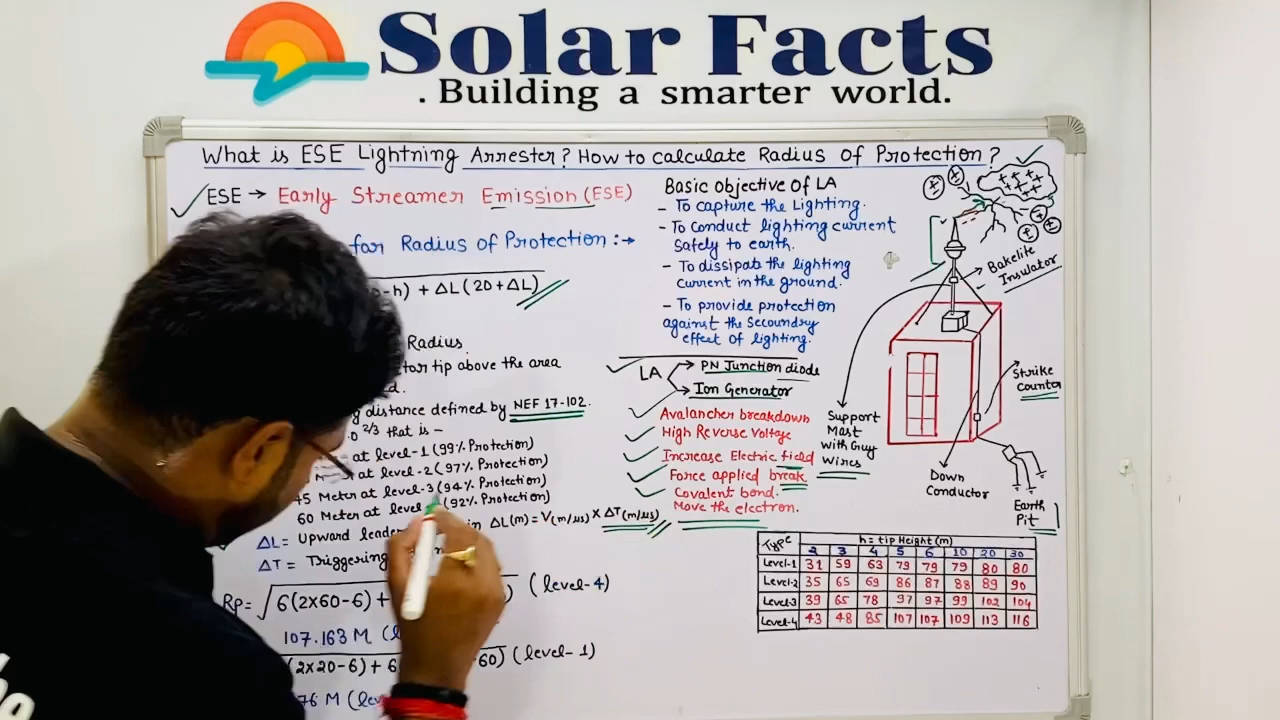 Solar Facts
. Building a smarter world.
What is ESE Lightning Arrester? How to calculate Radius of Protection?
ESE → Early Streamer Emission (ESE)
for Radius of Protection :→
-h) + ΔL(2D+ΔL)
Radius.
tip above the area
distance defined by NEF 17-102.
2/3 that is -
at level-1 (99% Protection)
at level-2 (97% Protection)
45 Meter at level-3 (94% Protection)
60 Meter at level (92% Protection)
ΔL = Upward in ΔL(m) = V(m/μs) x ΔT(m/μs)
ΔT = Triggering
Rp = √6(2x60-6)+ (level-4)
107.163 M
(2x20-6) + 6 60) (level-1)
76 M
Basic objective of LA
- To capture the Lighting.
- To conduct lighting current
safely to earth.
- To dissipate the lighting
current in the ground.
- To provide protection
against the Secoundry
effect of lighting.
LA
PN Junction diode
Ion Generator
Avalancher breakdown
High Reverse Voltage
Increase Electric field
Force applied break
Covalent bond.
Move the electron.
Bakelite
Insulator
Strike
Counter
Support
Mast
with Guy
Wires
Down
Conductor
Earth
Pit
Type h = tip Height (m)
2 3 4 5 6 10 20 30
Level-1 31 59 63 79 79 79 80 80
Level-2 35 65 69 86 87 88 89 90
Level-3 39 65 78 97 97 99 102 104
Level-4 43 48 85 107 107 109 113 116